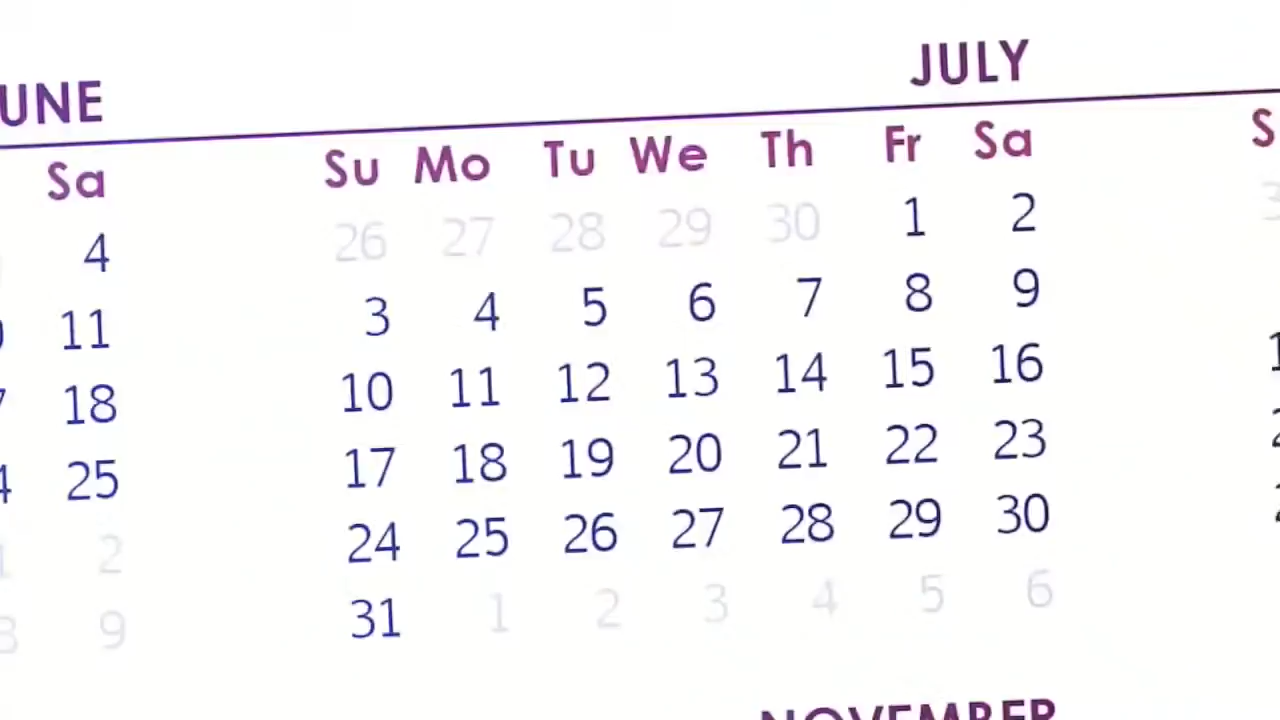 UNE
JULY
Sa
Su Mo Tu We Th Fr Sa
S
4
26 27 28 29 30 1 2
11
3 4 5 6 7 8 9
18
10 11 12 13 14 15 16
25
17 18 19 20 21 22 23
2
24 25 26 27 28 29 30
9
31 1 2 3 4 5 6
NOVEMBER